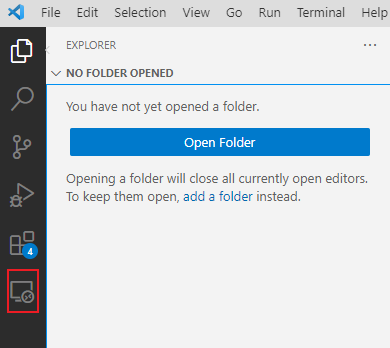 File Edit Selection View Go Run Terminal Help
EXPLORER ...
NO FOLDER OPENED
You have not yet opened a folder.
Open Folder
Opening a folder will close all currently open editors.
To keep them open, add a folder instead.
4